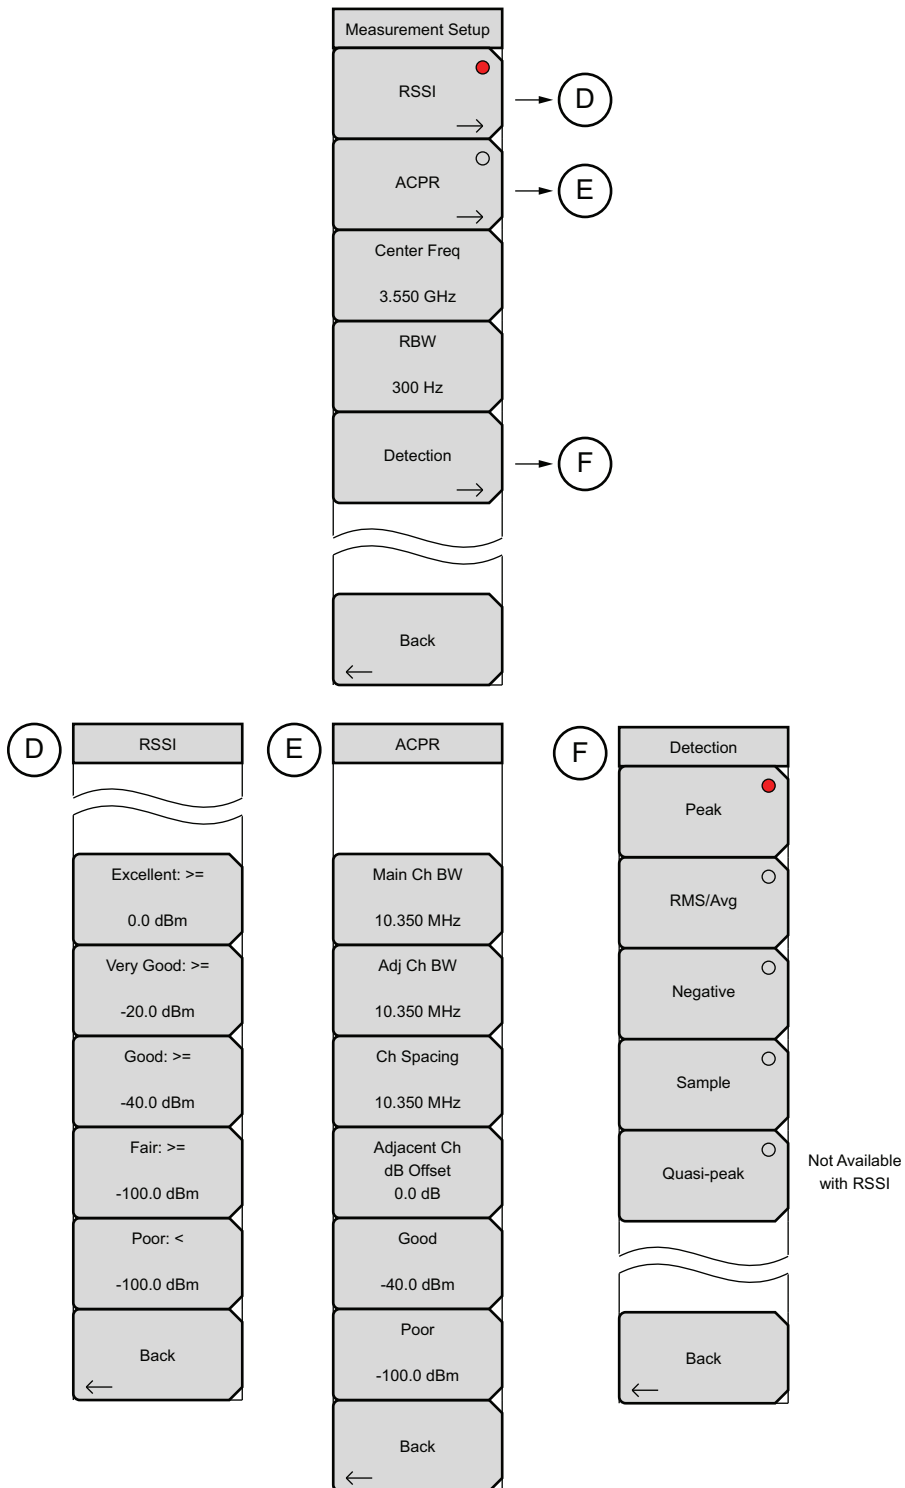 Measurement Setup
RSSI
D
ACPR
E
Center Freq
3.550 GHz
RBW
300 Hz
Detection
F
Back
D
RSSI
Excellent: >=
0.0 dBm
Very Good: >=
-20.0 dBm
Good: >=
-40.0 dBm
Fair: >=
-100.0 dBm
Poor: <
-100.0 dBm
Back
E
ACPR
Main Ch BW
10.350 MHz
Adj Ch BW
10.350 MHz
Ch Spacing
10.350 MHz
Adjacent Ch
dB Offset
0.0 dB
Good
-40.0 dBm
Poor
-100.0 dBm
Back
F
Detection
Peak
RMS/Avg
Negative
Sample
Quasi-peak
Not Available
with RSSI
Back